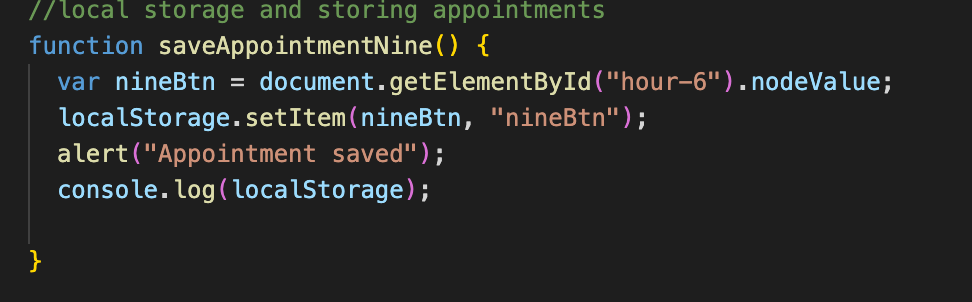 //local storage and storing appointments
function saveAppointmentNine() {
  var nineBtn = document.getElementById("hour-6").nodeValue;
  localStorage.setItem(nineBtn, "nineBtn");
  alert("Appointment saved");
  console.log(localStorage);
}